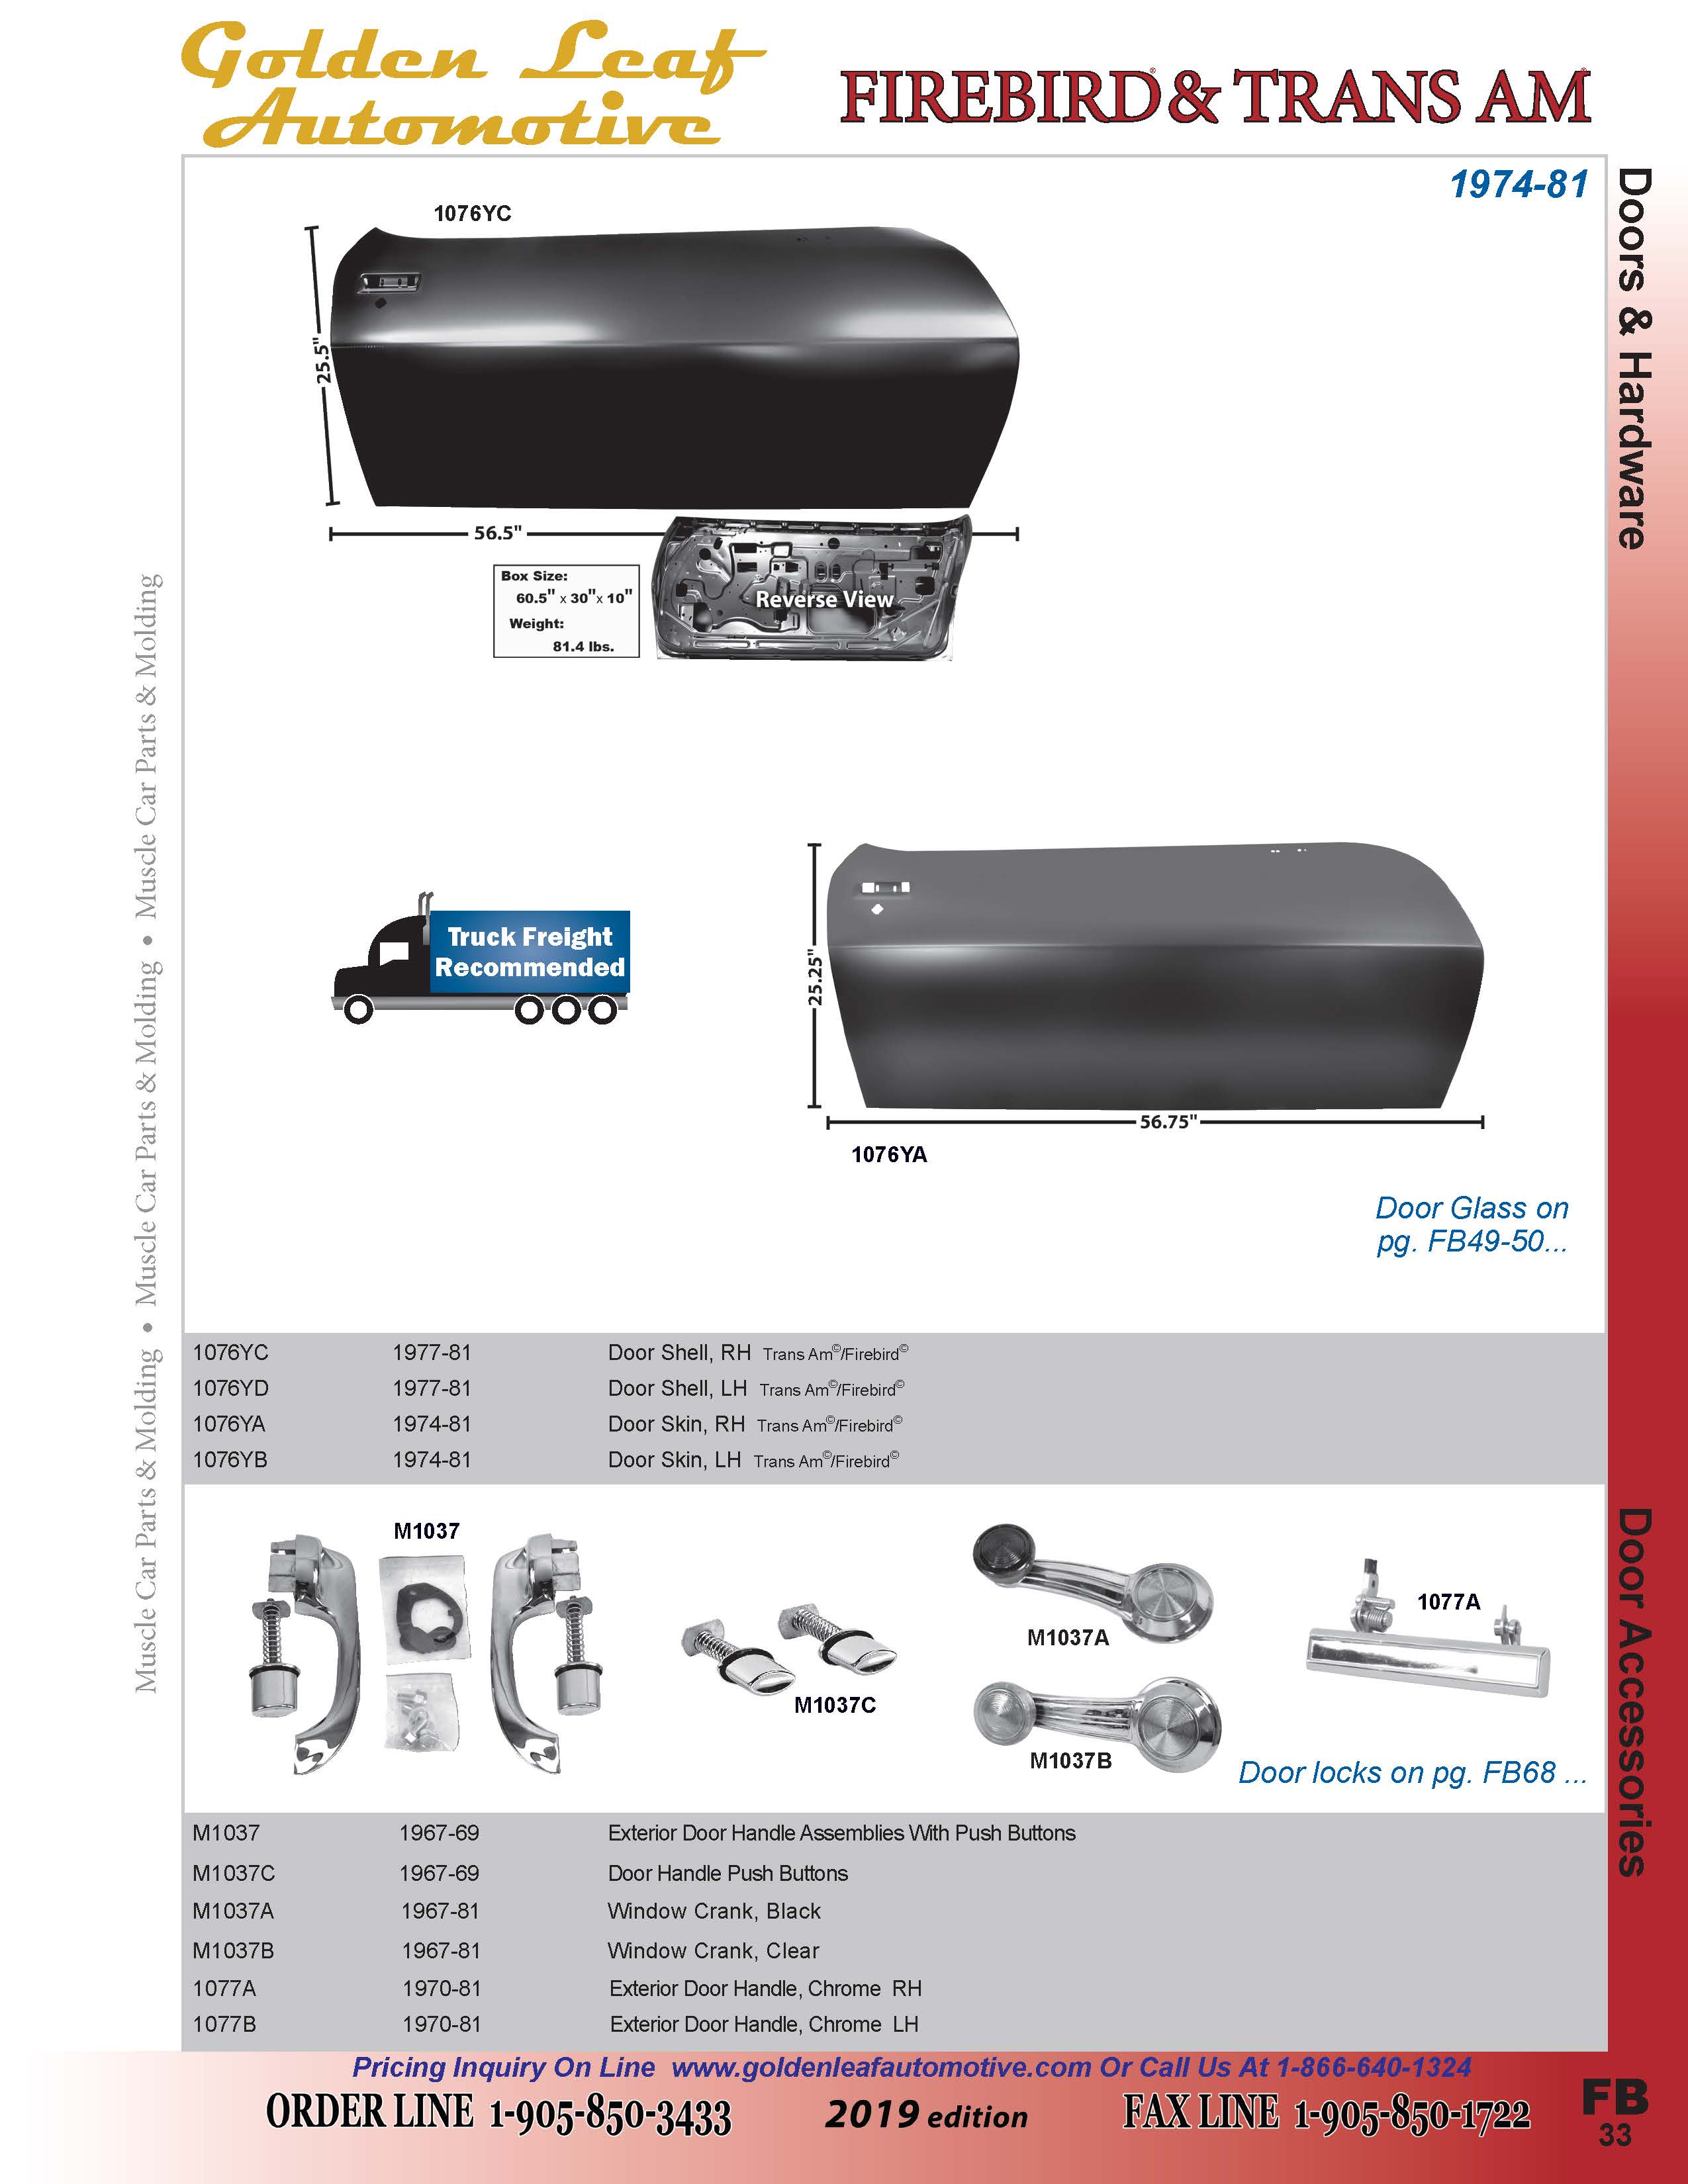 Golden Leaf
Automotive
FIREBIRD® & TRANS AM®
1974-81
Doors & Hardware
1076YC
25.5"
56.5"
Box Size:
60.5" x 30"x 10"
Weight:
81.4 lbs.
Reverse View
Truck Freight
Recommended
25.25"
56.75"
1076YA
Door Glass on
pg. FB49-50...
Muscle Car Parts & Molding • Muscle Car Parts & Molding • Muscle Car Parts & Molding
1076YC 1977-81 Door Shell, RH Trans Am©/Firebird©
1076YD 1977-81 Door Shell, LH Trans Am©/Firebird©
1076YA 1974-81 Door Skin, RH Trans Am©/Firebird©
1076YB 1974-81 Door Skin, LH Trans Am©/Firebird©
Door Accessories
M1037
M1037C
M1037A
M1037B
1077A
Door locks on pg. FB68 ...
M1037 1967-69 Exterior Door Handle Assemblies With Push Buttons
M1037C 1967-69 Door Handle Push Buttons
M1037A 1967-81 Window Crank, Black
M1037B 1967-81 Window Crank, Clear
1077A 1970-81 Exterior Door Handle, Chrome RH
1077B 1970-81 Exterior Door Handle, Chrome LH
Pricing Inquiry On Line www.goldenleafautomotive.com Or Call Us At 1-866-640-1324
ORDER LINE 1-905-850-3433 2019 edition FAX LINE 1-905-850-1722
FB
33